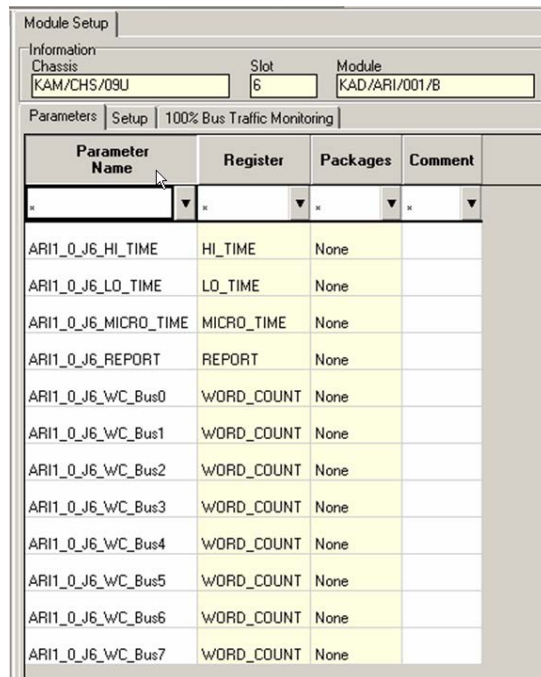 Module Setup
Information
Chassis Slot Module
KAM/CHS/09U 6 KAD/ARI/001/B
Parameters Setup 100% Bus Traffic Monitoring
Parameter Name Register Packages Comment
* * * *
ARI1_0_J6_HI_TIME HI_TIME None
ARI1_0_J6_LO_TIME LO_TIME None
ARI1_0_J6_MICRO_TIME MICRO_TIME None
ARI1_0_J6_REPORT REPORT None
ARI1_0_J6_WC_Bus0 WORD_COUNT None
ARI1_0_J6_WC_Bus1 WORD_COUNT None
ARI1_0_J6_WC_Bus2 WORD_COUNT None
ARI1_0_J6_WC_Bus3 WORD_COUNT None
ARI1_0_J6_WC_Bus4 WORD_COUNT None
ARI1_0_J6_WC_Bus5 WORD_COUNT None
ARI1_0_J6_WC_Bus6 WORD_COUNT None
ARI1_0_J6_WC_Bus7 WORD_COUNT None